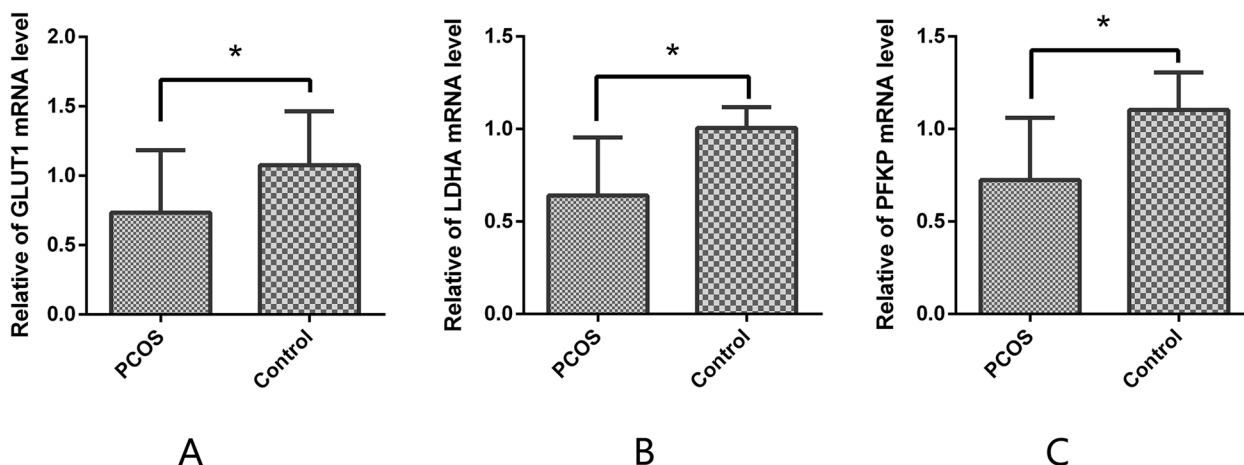 Relative of GLUT1 mRNA level
2.0
1.5
1.0
0.5
0.0
*
PCOS
Control
A
Relative of LDHA mRNA level
1.5
1.0
0.5
0.0
*
PCOS
Control
B
Relative of PFKP mRNA level
1.5
1.0
0.5
0.0
*
PCOS
Control
C